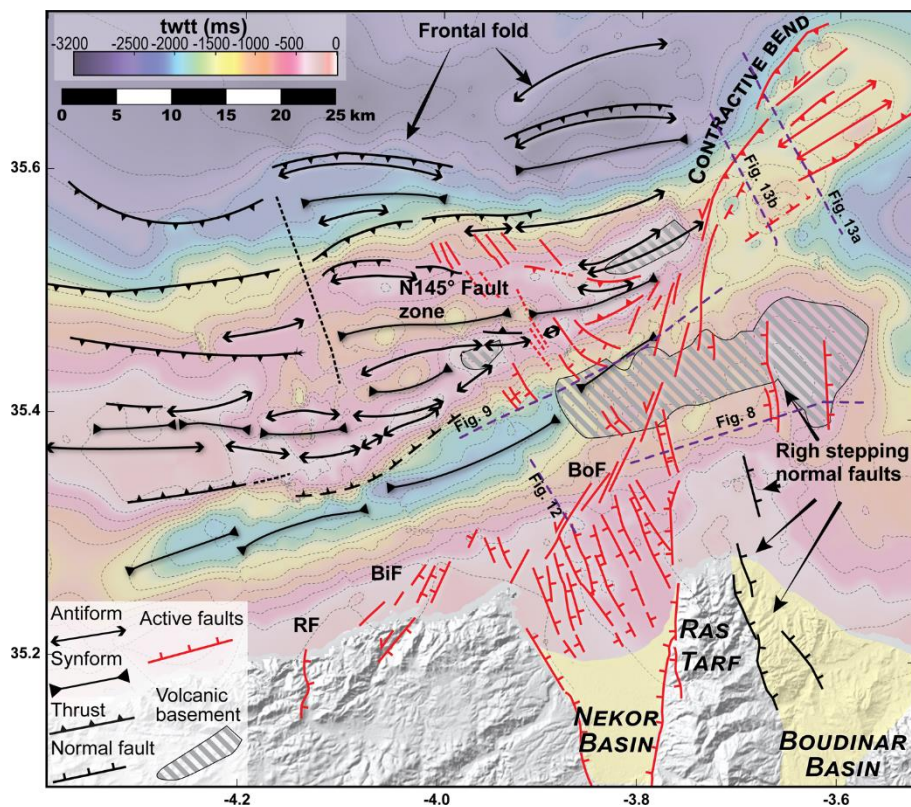 twtt (ms)
-3200 -2500 -2000 -1500 -1000 -500 0
0 5 10 15 20 25 km
Frontal fold
CONTRACTIVE BEND
Fig. 13b
Fig. 13a
35.6
N145° Fault
zone
35.4
Fig. 9
Fig. 8
Righ stepping
normal faults
BoF
Fig. 12
BiF
RF
35.2
RAS
TARF
NEKOR
BASIN
BOUDINAR
BASIN
Antiform
Active faults
Synform
Thrust
Volcanic
basement
Normal fault
-4.2 -4.0 -3.8 -3.6